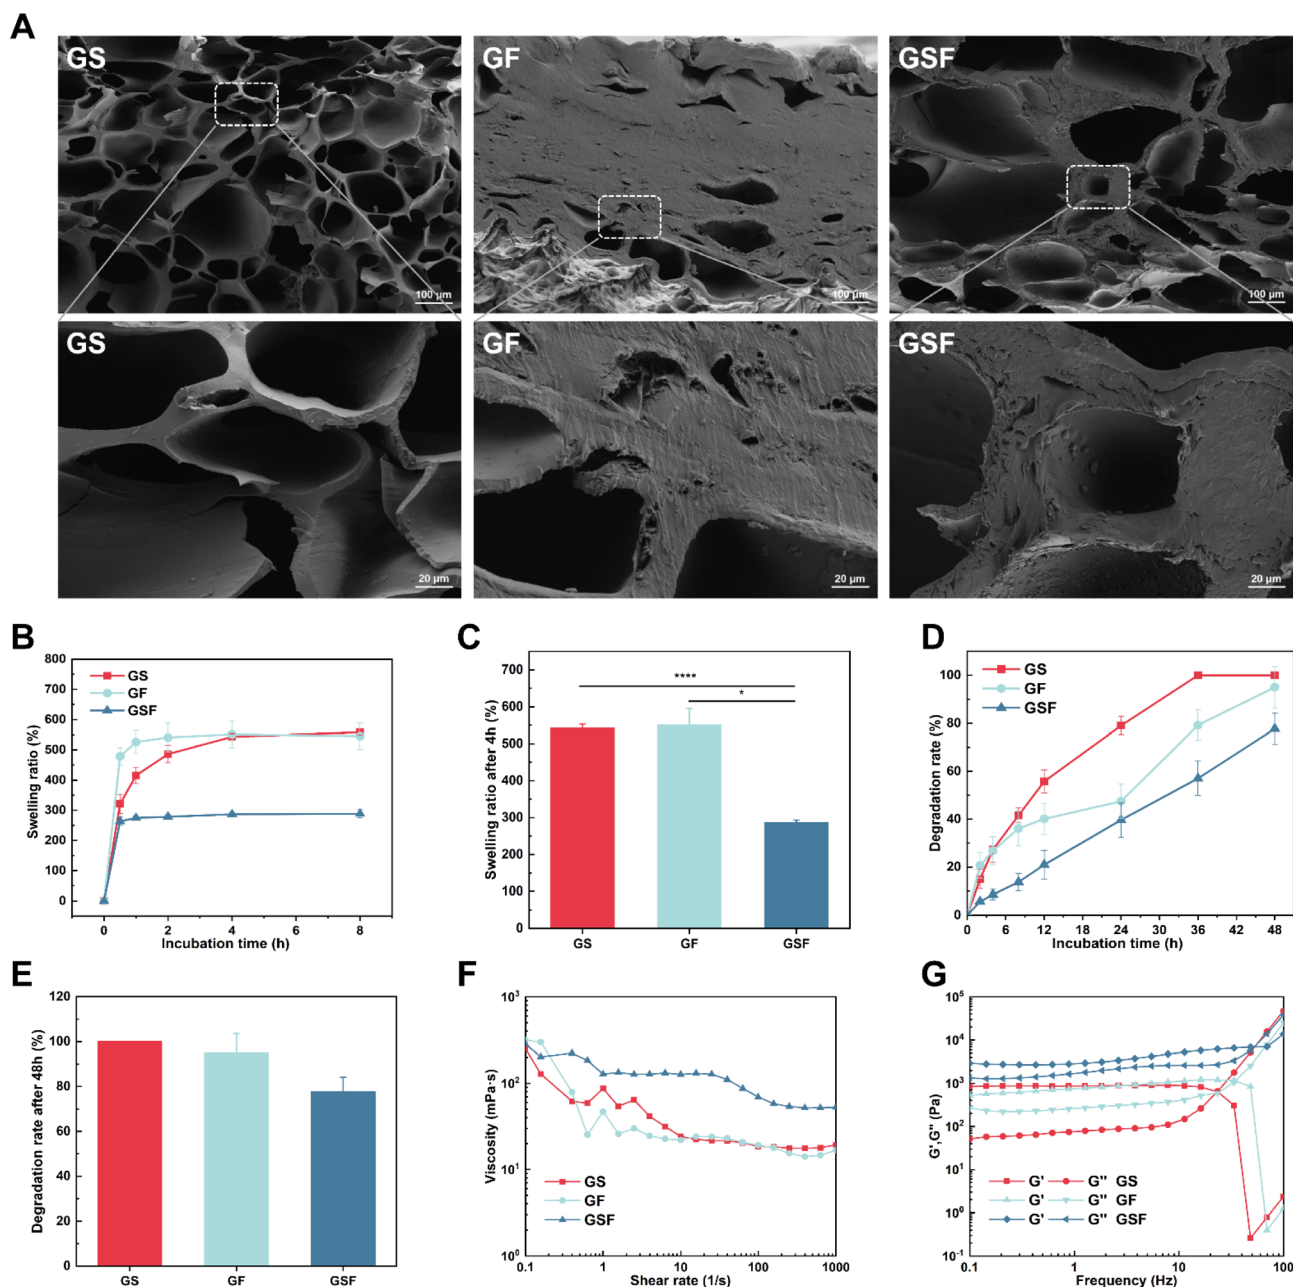 A
GS
GF
GSF
100 µm
100 µm
100 µm
GS
GF
GSF
20 µm
20 µm
20 µm
B
Swelling ratio (%)
800
700
600
500
400
300
200
100
0
GS
GF
GSF
0 2 4 6 8
Incubation time (h)
C
Swelling ratio after 4h (%)
700
600
500
400
300
200
100
0
****
*
GS GF GSF
D
Degradation rate (%)
100
80
60
40
20
0
GS
GF
GSF
0 6 12 18 24 30 36 42 48
Incubation time (h)
E
Degradation rate after 48h (%)
120
100
80
60
40
20
0
GS GF GSF
F
Viscosity (mPa·s)
10³
10²
10¹
10⁰
GS
GF
GSF
0.1 1 10 100 1000
Shear rate (1/s)
G
G',G'' (Pa)
10⁵
10⁴
10³
10²
10¹
10⁰
10⁻¹
G' G'' GS
G' G'' GF
G' G'' GSF
0.1 1 10 100
Frequency (Hz)